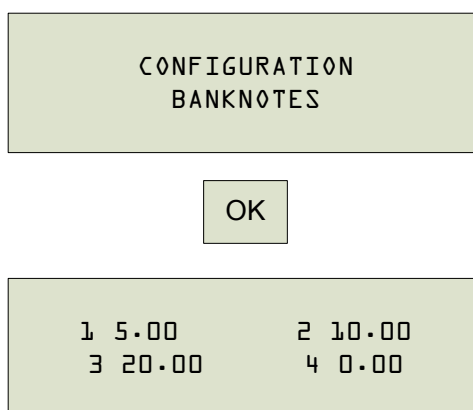 CONFIGURATION
BANKNOTES
OK
1 5.00 2 10.00
3 20.00 4 0.00